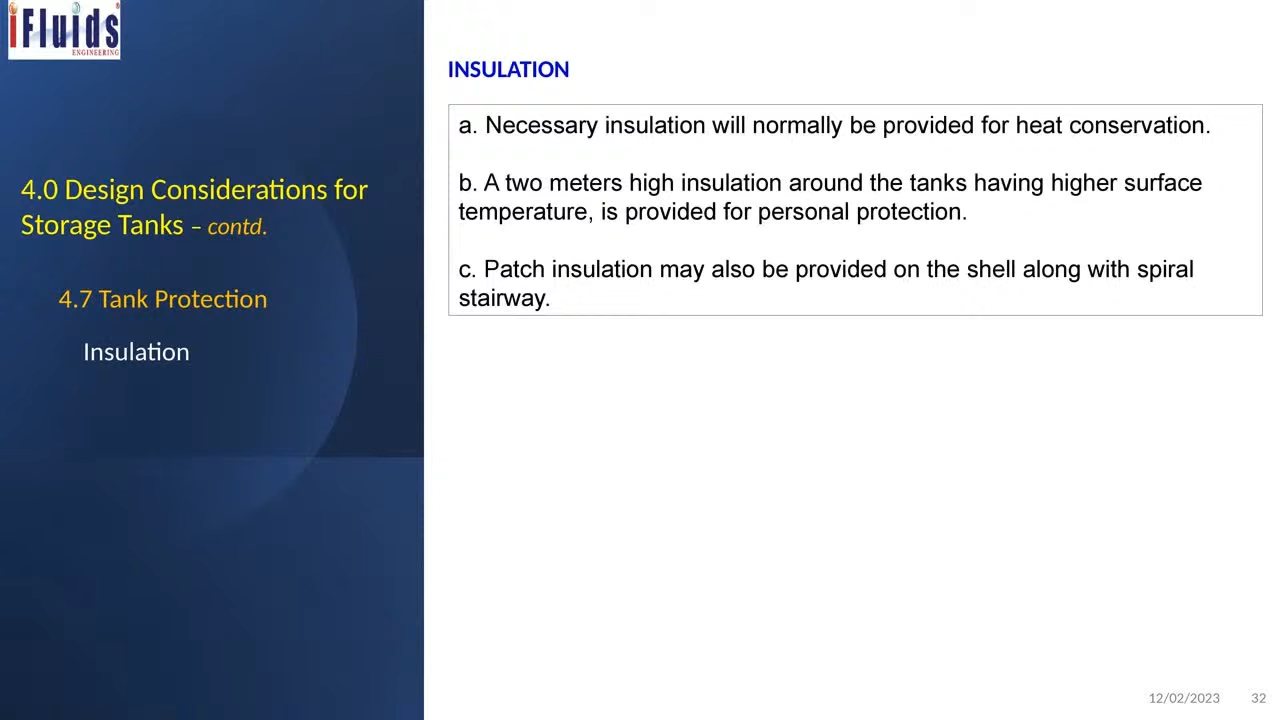 iFluids
ENGINEERING
4.0 Design Considerations for
Storage Tanks – contd.
4.7 Tank Protection
Insulation
INSULATION
a. Necessary insulation will normally be provided for heat conservation.
b. A two meters high insulation around the tanks having higher surface
temperature, is provided for personal protection.
c. Patch insulation may also be provided on the shell along with spiral
stairway.
12/02/2023 32